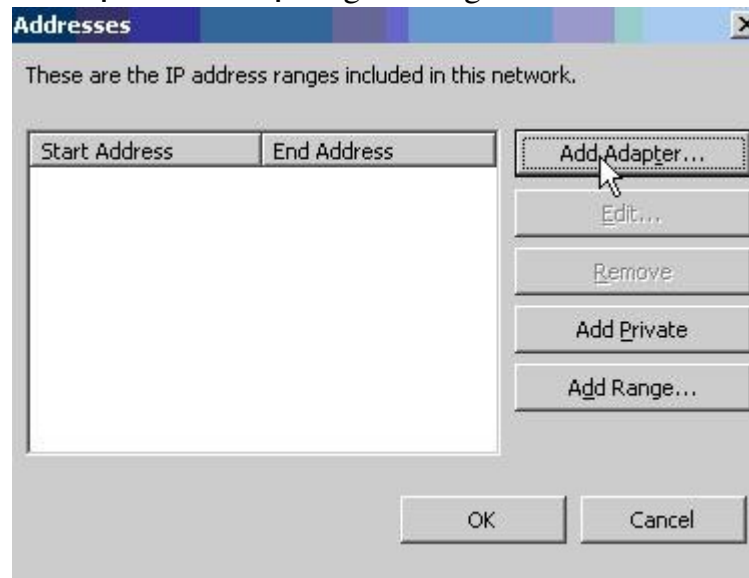 Addresses
These are the IP address ranges included in this network.
Start Address End Address
Add Adapter...
Edit...
Remove
Add Private
Add Range...
OK Cancel